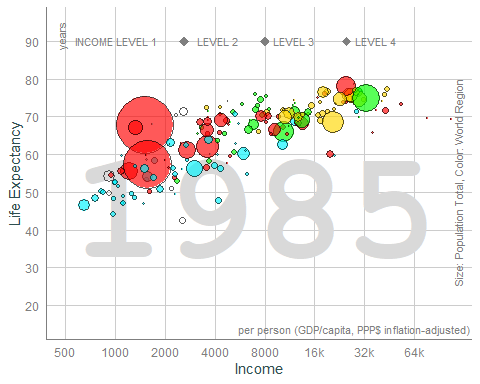 1985
years
INCOME LEVEL 1 LEVEL 2 LEVEL 3 LEVEL 4
90
80
70
60
50
40
30
20
Life Expectancy
Size: Population Total, Color: World Region
per person (GDP/capita, PPP$ inflation-adjusted)
500 1000 2000 4000 8000 16k 32k 64k
Income